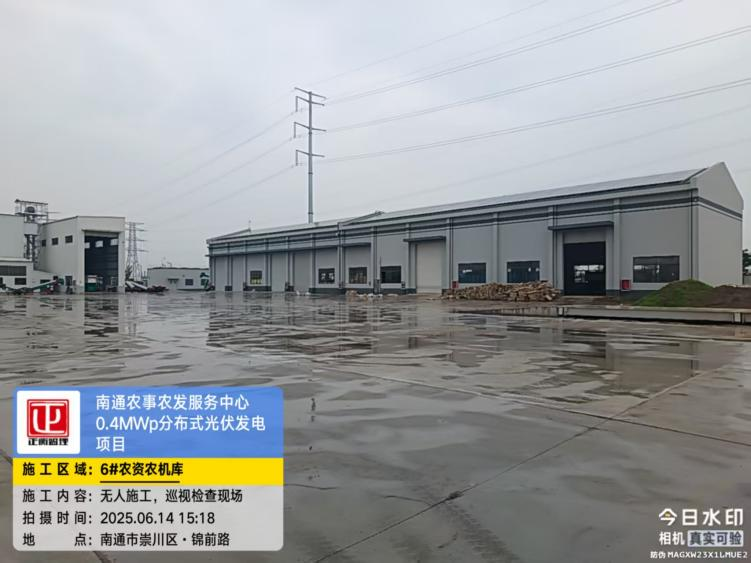 南通农事农发服务中心
0.4MWp分布式光伏发电
项目
正衡管理
施工区域：6#农资农机库
施工内容：无人施工，巡视检查现场
拍摄时间：2025.06.14 15:18
地点：南通市崇川区·锦前路
今日水印
相机 真实可验
防伪 MAGXW23X1LMUE2